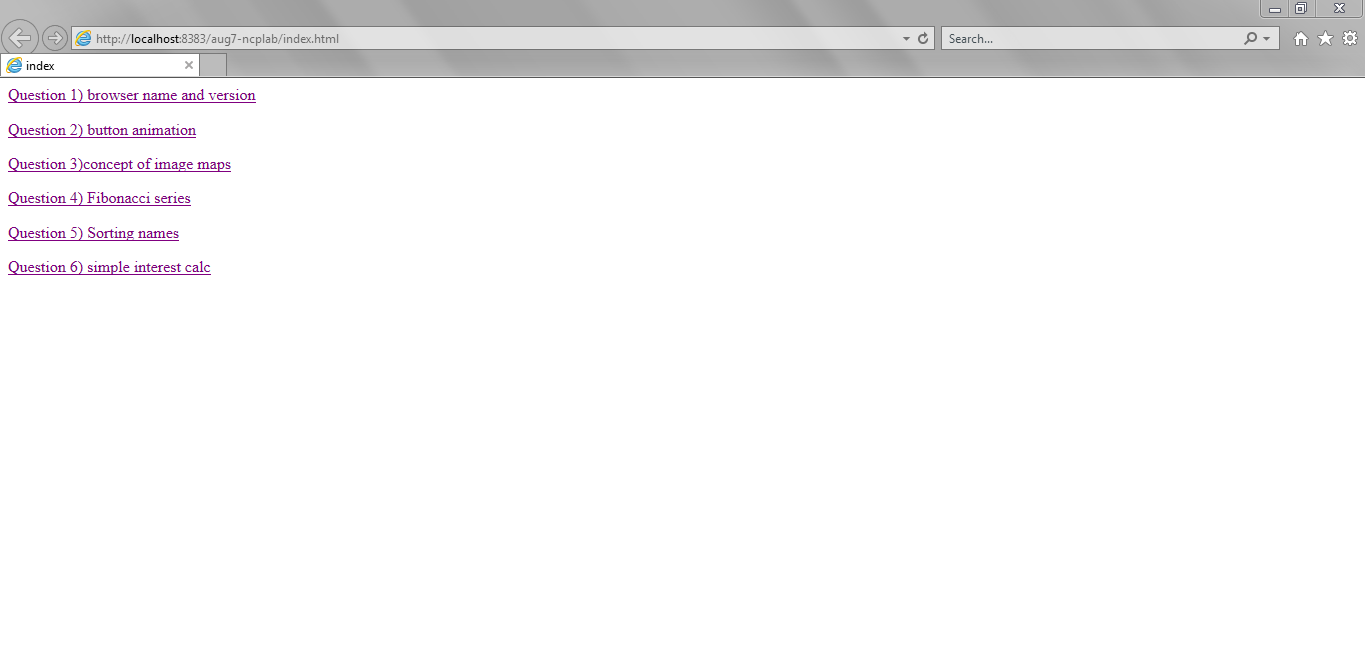 http://localhost:8383/aug7-ncplab/index.html
Search...
index
Question 1) browser name and version
Question 2) button animation
Question 3)concept of image maps
Question 4) Fibonacci series
Question 5) Sorting names
Question 6) simple interest calc